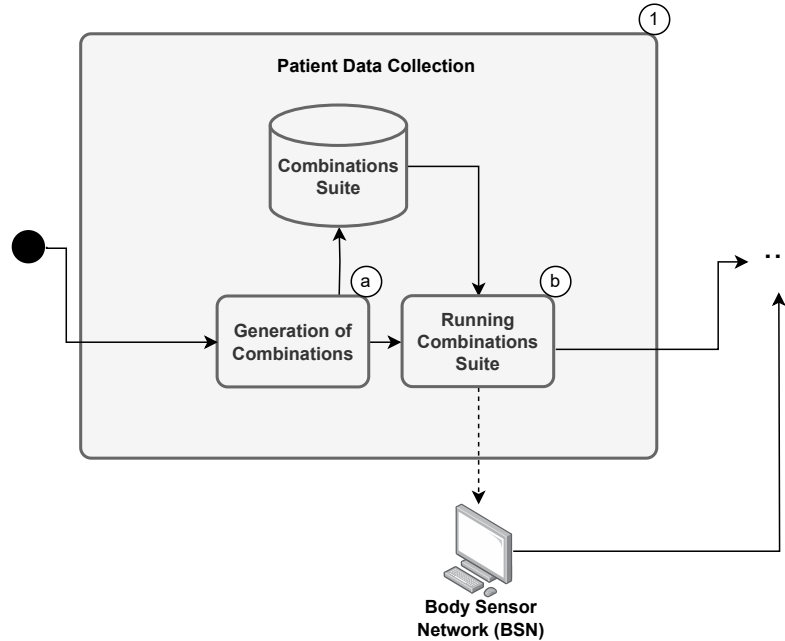 1
Patient Data Collection
Combinations
Suite
a
b
Generation of
Combinations
Running
Combinations
Suite
..
Body Sensor
Network (BSN)